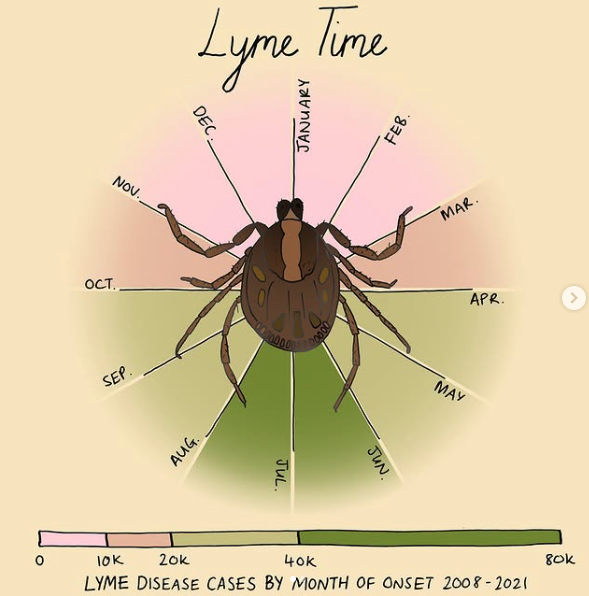 Lyme Time
JANUARY
FEB.
MAR.
APR.
MAY
JUN.
JUL.
AUG.
SEP.
OCT.
NOV.
DEC.
0 10K 20K 40K 80K
LYME DISEASE CASES BY MONTH OF ONSET 2008-2021